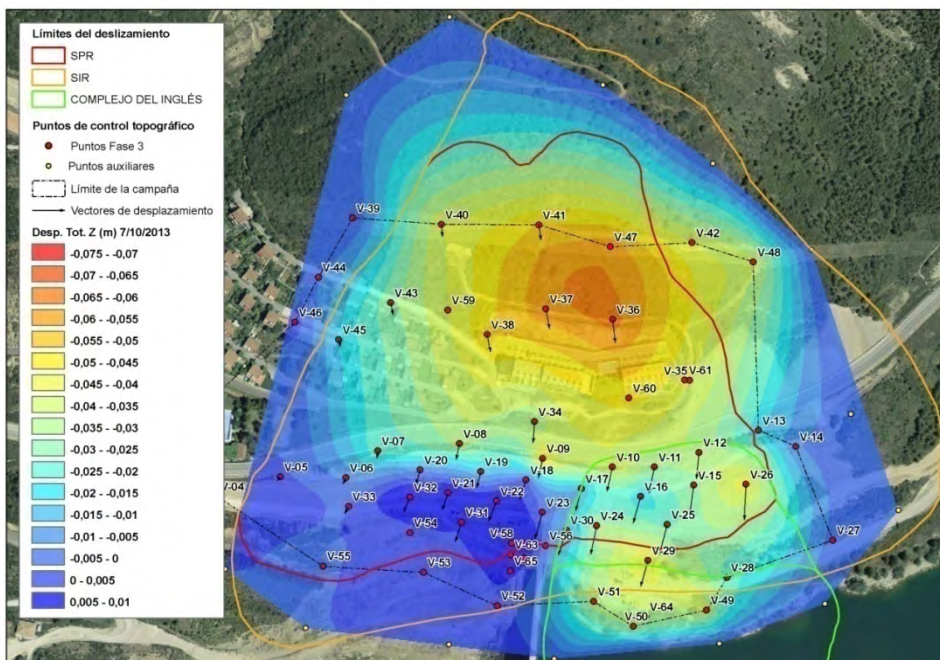 Límites del deslizamiento
SPR
SIR
COMPLEJO DEL INGLÉS
Puntos de control topográfico
Puntos Fase 3
Puntos auxiliares
Límite de la campaña
Vectores de desplazamiento
Desp. Tot. Z (m) 7/10/2013
-0,075 - -0,07
-0,07 - -0,065
-0,065 - -0,06
-0,06 - -0,055
-0,055 - -0,05
-0,05 - -0,045
-0,045 - -0,04
-0,04 - -0,035
-0,035 - -0,03
-0,03 - -0,025
-0,025 - -0,02
-0,02 - -0,015
-0,015 - -0,01
-0,01 - -0,005
-0,005 - 0
0 - 0,005
0,005 - 0,01
V-39
V-40
V-41
V-47
V-42
V-48
V-44
V-46
V-43
V-59
V-37
V-36
V-45
V-38
V-35
V-61
V-60
V-34
V-13
V-14
V-07
V-08
V-09
V-10
V-11
V-12
V-04
V-05
V-06
V-20
V-19
V-18
V-17
V-16
V-15
V-26
V-33
V-32
V-21
V-22
V-23
V-54
V-31
V-30
V-24
V-25
V-27
V-58
V-63
V-56
V-65
V-55
V-53
V-29
V-28
V-52
V-51
V-64
V-49
V-50